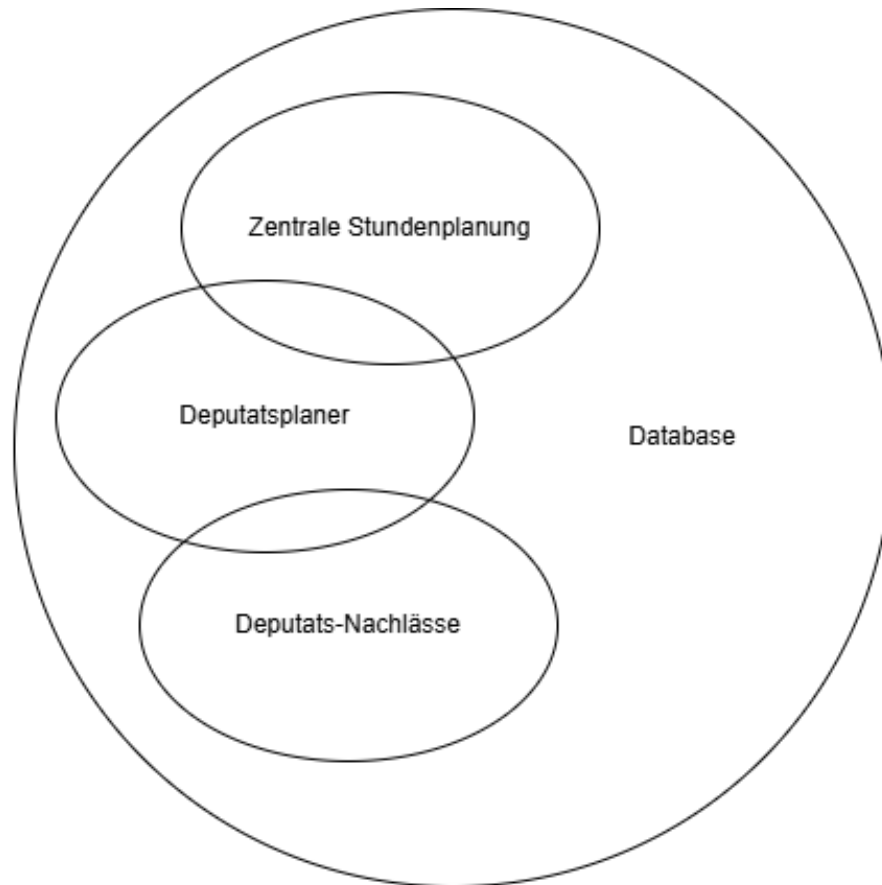 Zentrale Stundenplanung
Deputatsplaner
Database
Deputats-Nachlässe